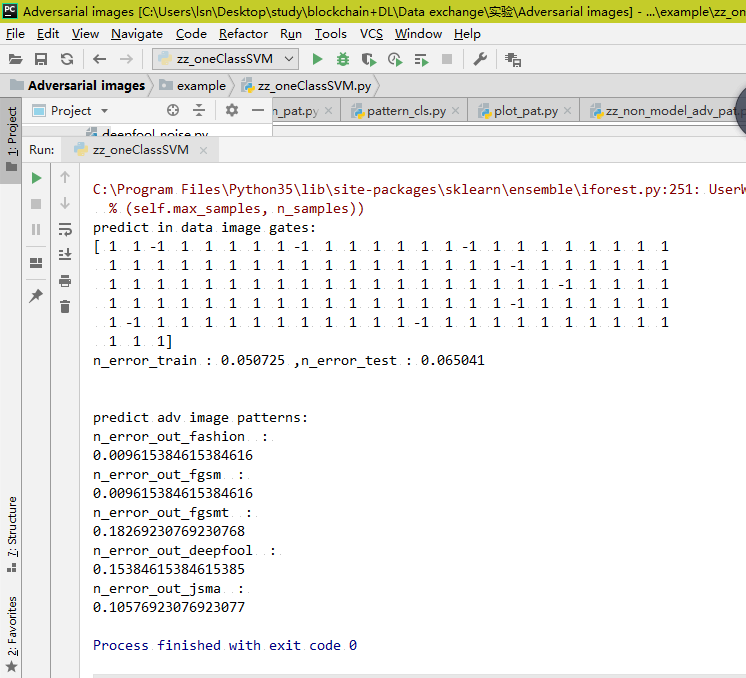 Adversarial images [C:\Users\lsn\Desktop\study\blockchain+DL\Data exchange\实验\Adversarial images] - ...\example\zz_on
File Edit View Navigate Code Refactor Run Tools VCS Window Help
zz_oneClassSVM
Adversarial images example zz_oneClassSVM.py
1: Project
Project
n_pat.py pattern_cls.py plot_pat.py zz_non_model_adv_pat.p
deepfool_noise.py
Run: zz_oneClassSVM
C:\Program Files\Python35\lib\site-packages\sklearn\ensemble\iforest.py:251: UserW
% (self.max_samples, n_samples))
predict in data image gates:
[ 1 1 -1 1 1 1 1 1 -1 1 1 1 1 1 1 -1 1 1 1 1 1 1 1 1
1 1 1 1 1 1 1 1 1 1 1 1 1 1 1 1 1 -1 1 1 1 1 1 1
1 1 1 1 1 1 1 1 1 1 1 1 1 1 1 1 1 1 1 -1 1 1 1 1
1 1 1 1 1 1 1 1 1 1 1 1 1 1 1 1 1 -1 1 1 1 1 1 1
1 -1 1 1 1 1 1 1 1 1 1 1 1 -1 1 1 1 1 1 1 1 1 1 1
1 1 1]
n_error_train : 0.050725 ,n_error_test : 0.065041
predict adv image patterns:
n_error_out_fashion :
0.009615384615384616
n_error_out_fgsm :
0.009615384615384616
n_error_out_fgsmt :
0.18269230769230768
n_error_out_deepfool :
0.15384615384615385
n_error_out_jsma :
0.10576923076923077
Process finished with exit code 0
7: Structure
2: Favorites